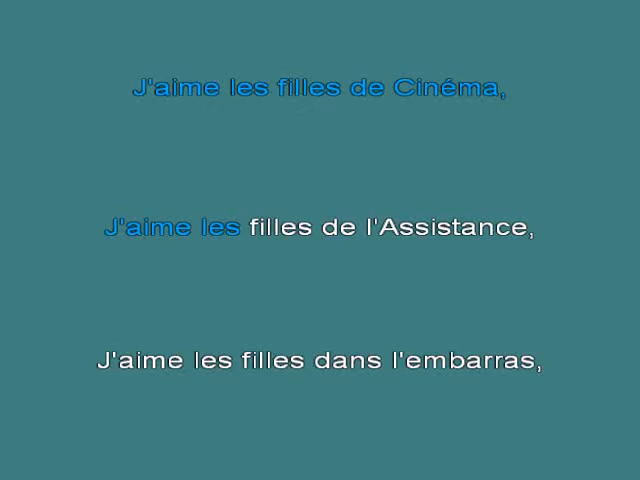 J'aime les filles de Cinéma,
J'aime les filles de l'Assistance,
J'aime les filles dans l'embarras,